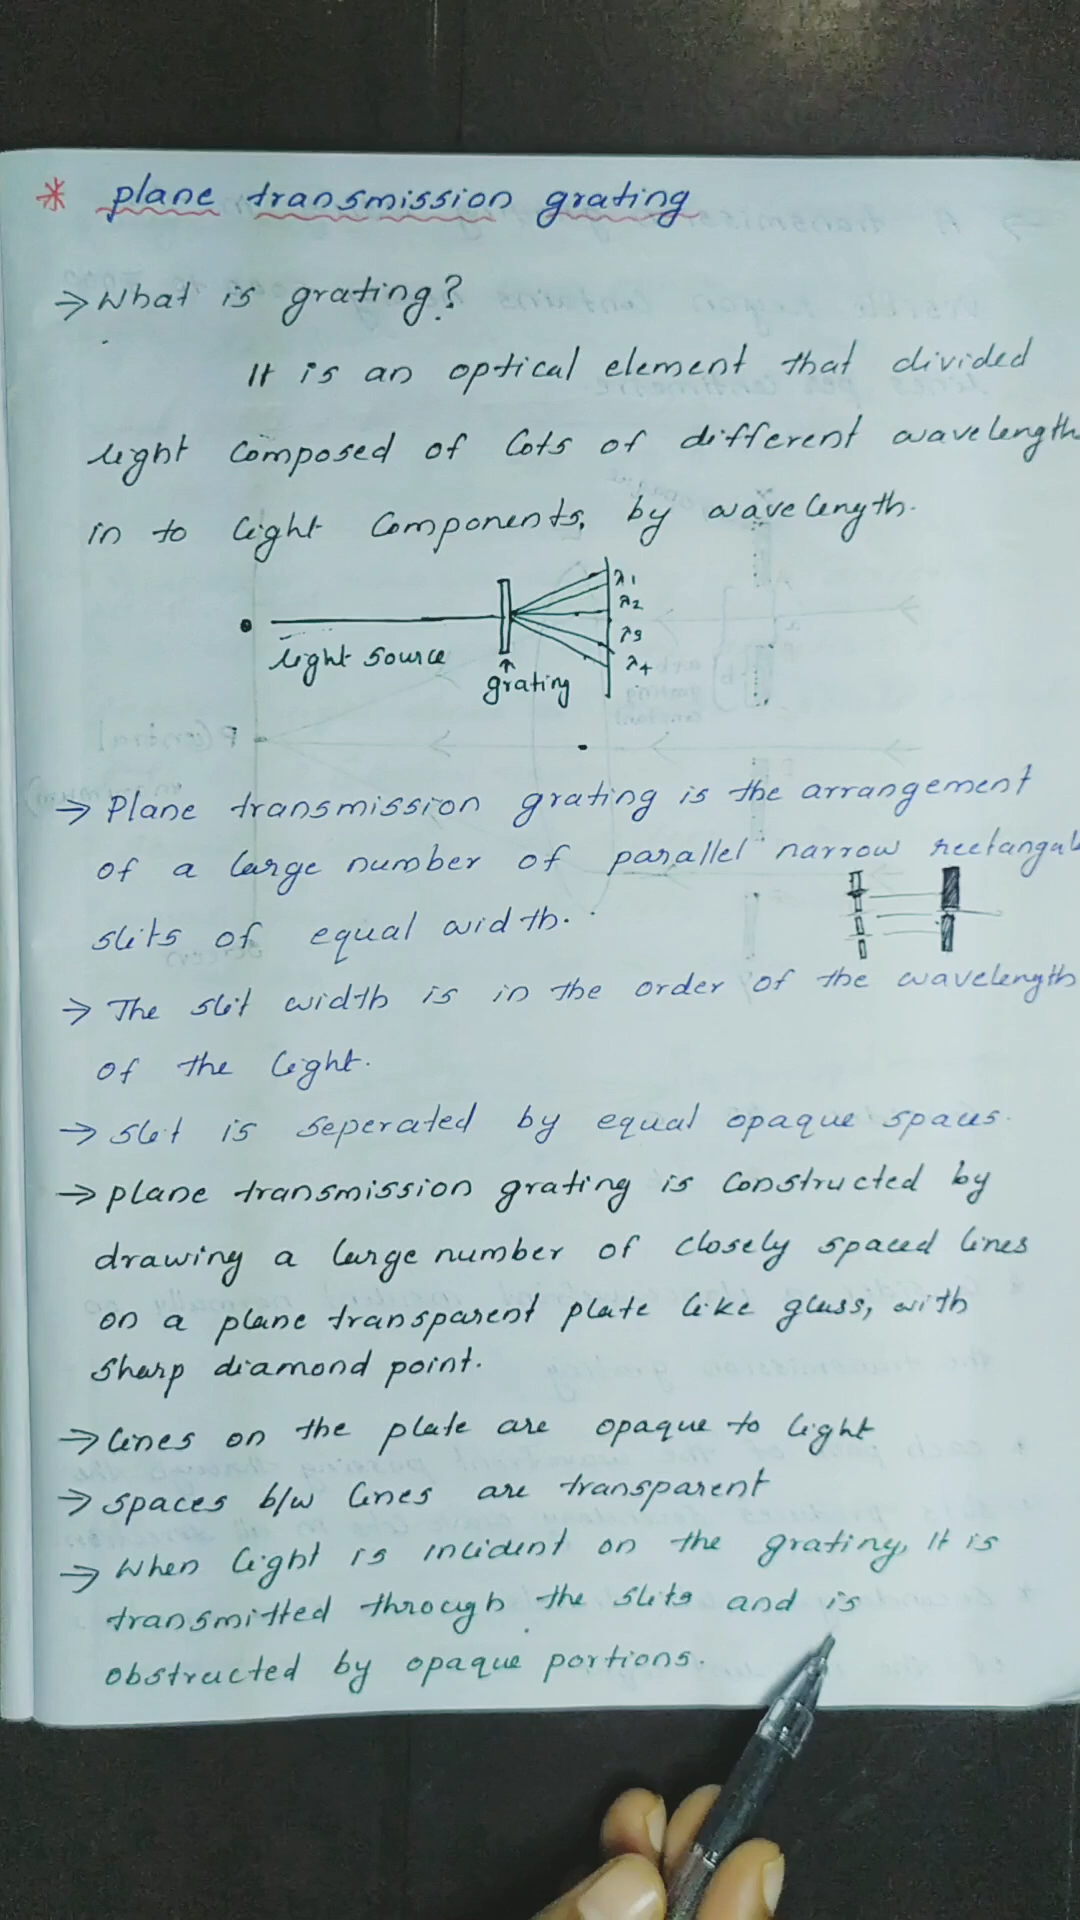 * plane transmission grating
→ What is grating?
It is an optical element that divided
light composed of lots of different wavelength
in to light components, by wavelength.
λ1
λ2
λ3
λ4
light source
grating
→ Plane transmission grating is the arrangement
of a large number of parallel narrow rectangul
slits of equal width.
→ The slit width is in the order of the wavelength
of the light.
→ slit is seperated by equal opaque spaces.
→ plane transmission grating is constructed by
drawing a large number of closely spaced lines
on a plane transparent plate like glass, with
sharp diamond point.
→ lines on the plate are opaque to light
→ spaces b/w lines are transparent
→ when light is incident on the grating, It is
transmitted through the slits and is
obstructed by opaque portions.